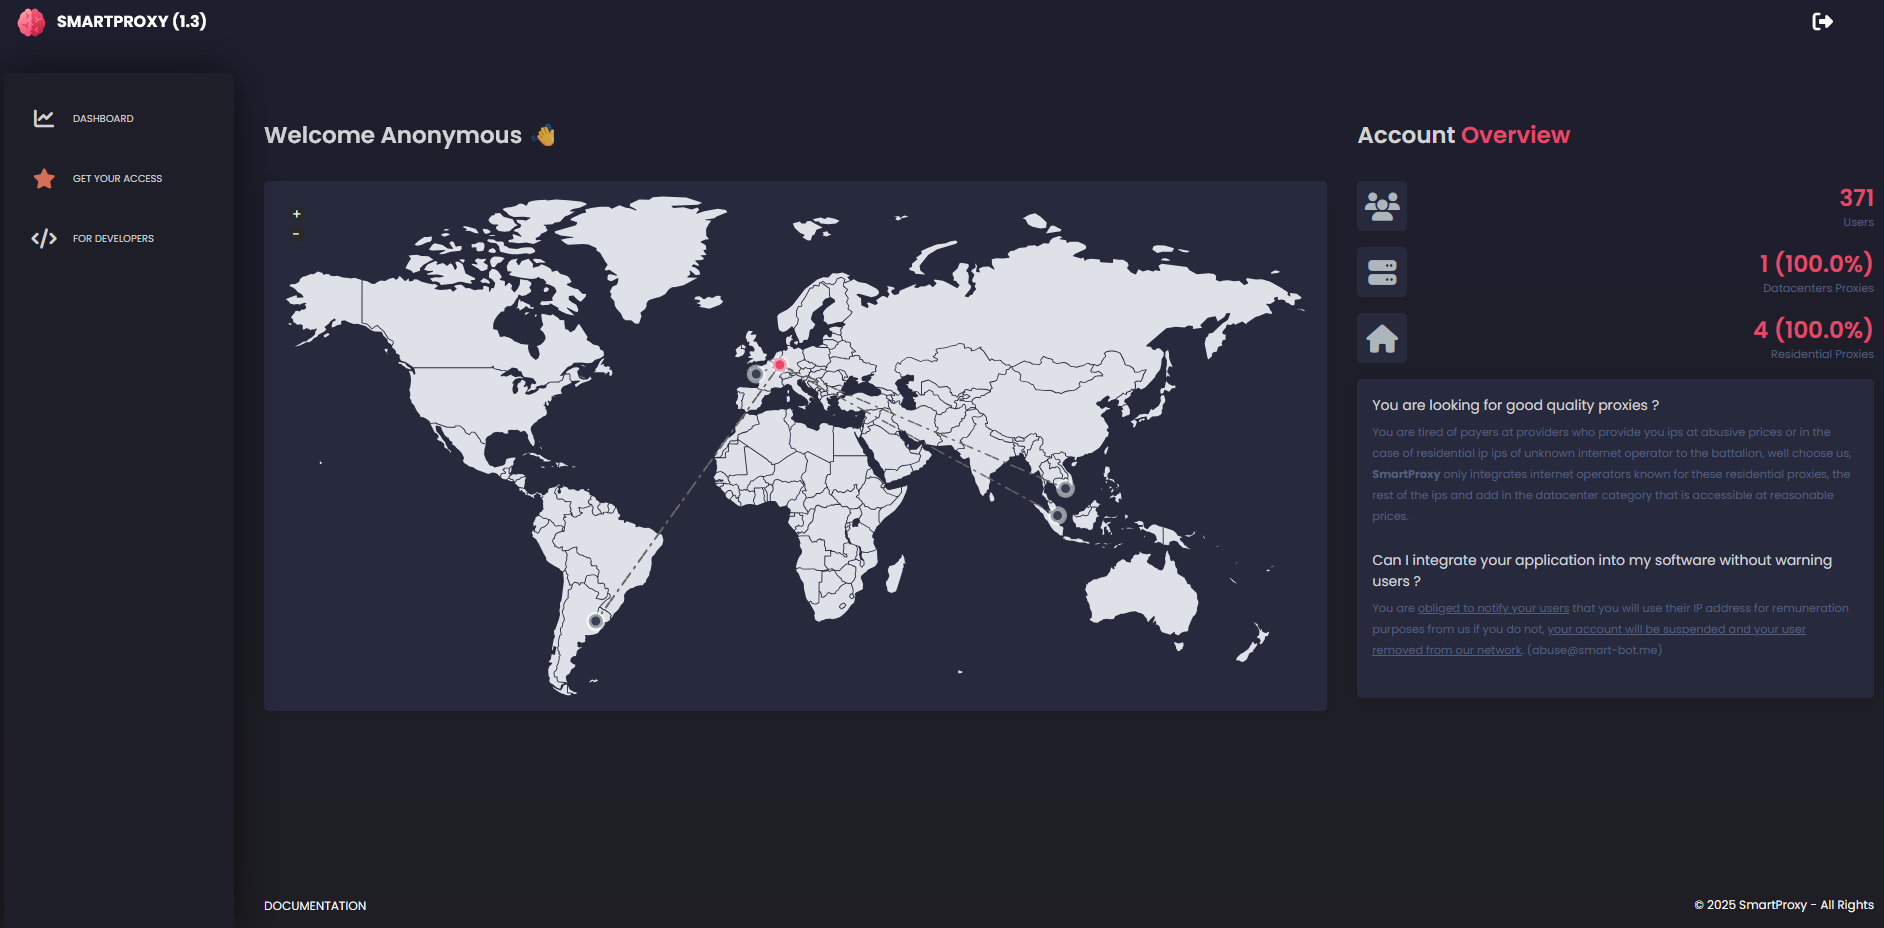 SMARTPROXY (1.3)
DASHBOARD
GET YOUR ACCESS
FOR DEVELOPERS
Welcome Anonymous 👋
+
−
Account Overview
371
Users
1 (100.0%)
Datacenters Proxies
4 (100.0%)
Residential Proxies
You are looking for good quality proxies ?
You are tired of payers at providers who provide you ips at abusive prices or in the
case of residential ip ips of unknown internet operator to the battalion, well choose us,
SmartProxy only integrates internet operators known for these residential proxies, the
rest of the ips and add in the datacenter category that is accessible at reasonable
prices.
Can I integrate your application into my software without warning
users ?
You are obliged to notify your users that you will use their IP address for remuneration
purposes from us if you do not, your account will be suspended and your user
removed from our network. (abuse@smart-bot.me)
DOCUMENTATION
© 2025 SmartProxy - All Rights